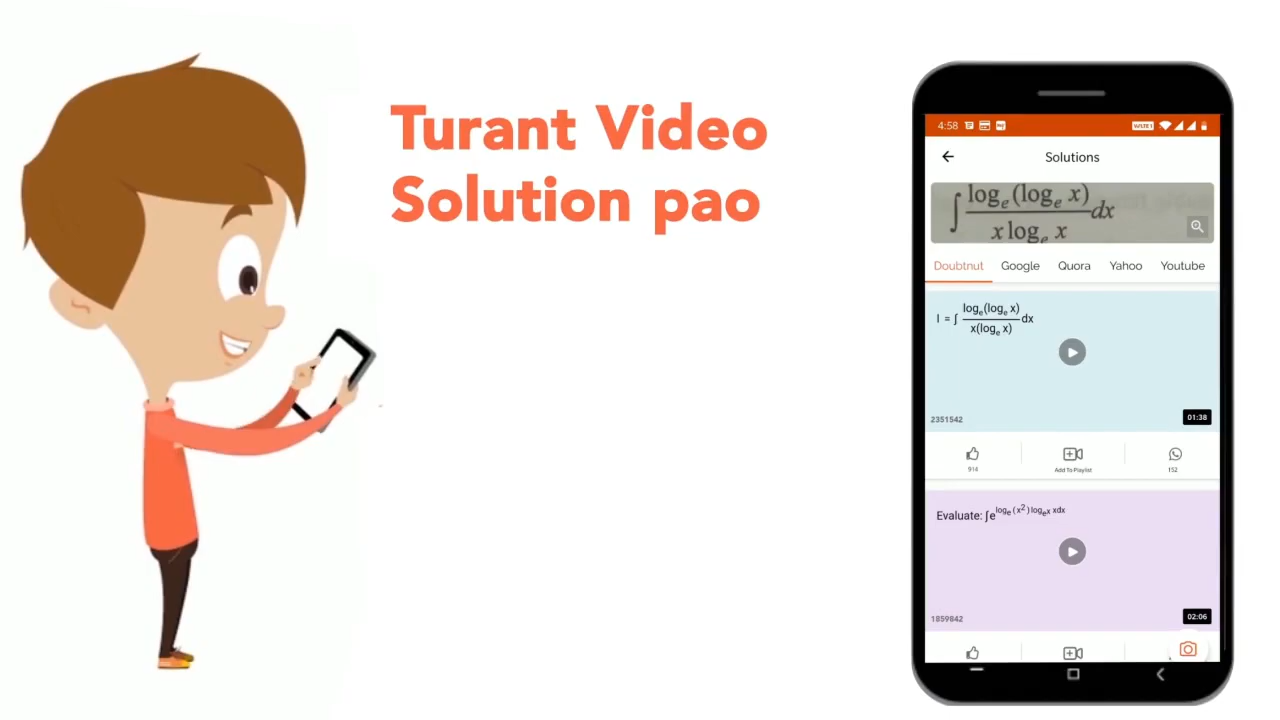 Turant Video
Solution pao
4:58
VoLTE1
Solutions
∫ logₑ(logₑ x) / x logₑ x dx
Doubtnut Google Quora Yahoo Youtube
I = ∫ logₑ(logₑ x) / x(logₑ x) dx
2351542 01:38
914 Add To Playlist 152
Evaluate: ∫e^logₑ(x²)logₑx xdx
1859842 02:06